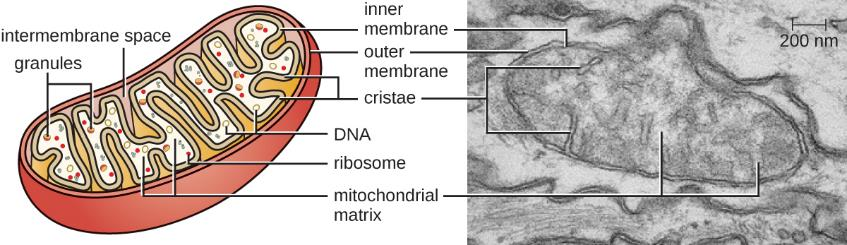 inner
membrane
intermembrane space
granules
outer
membrane
cristae
DNA
ribosome
mitochondrial
matrix
200 nm